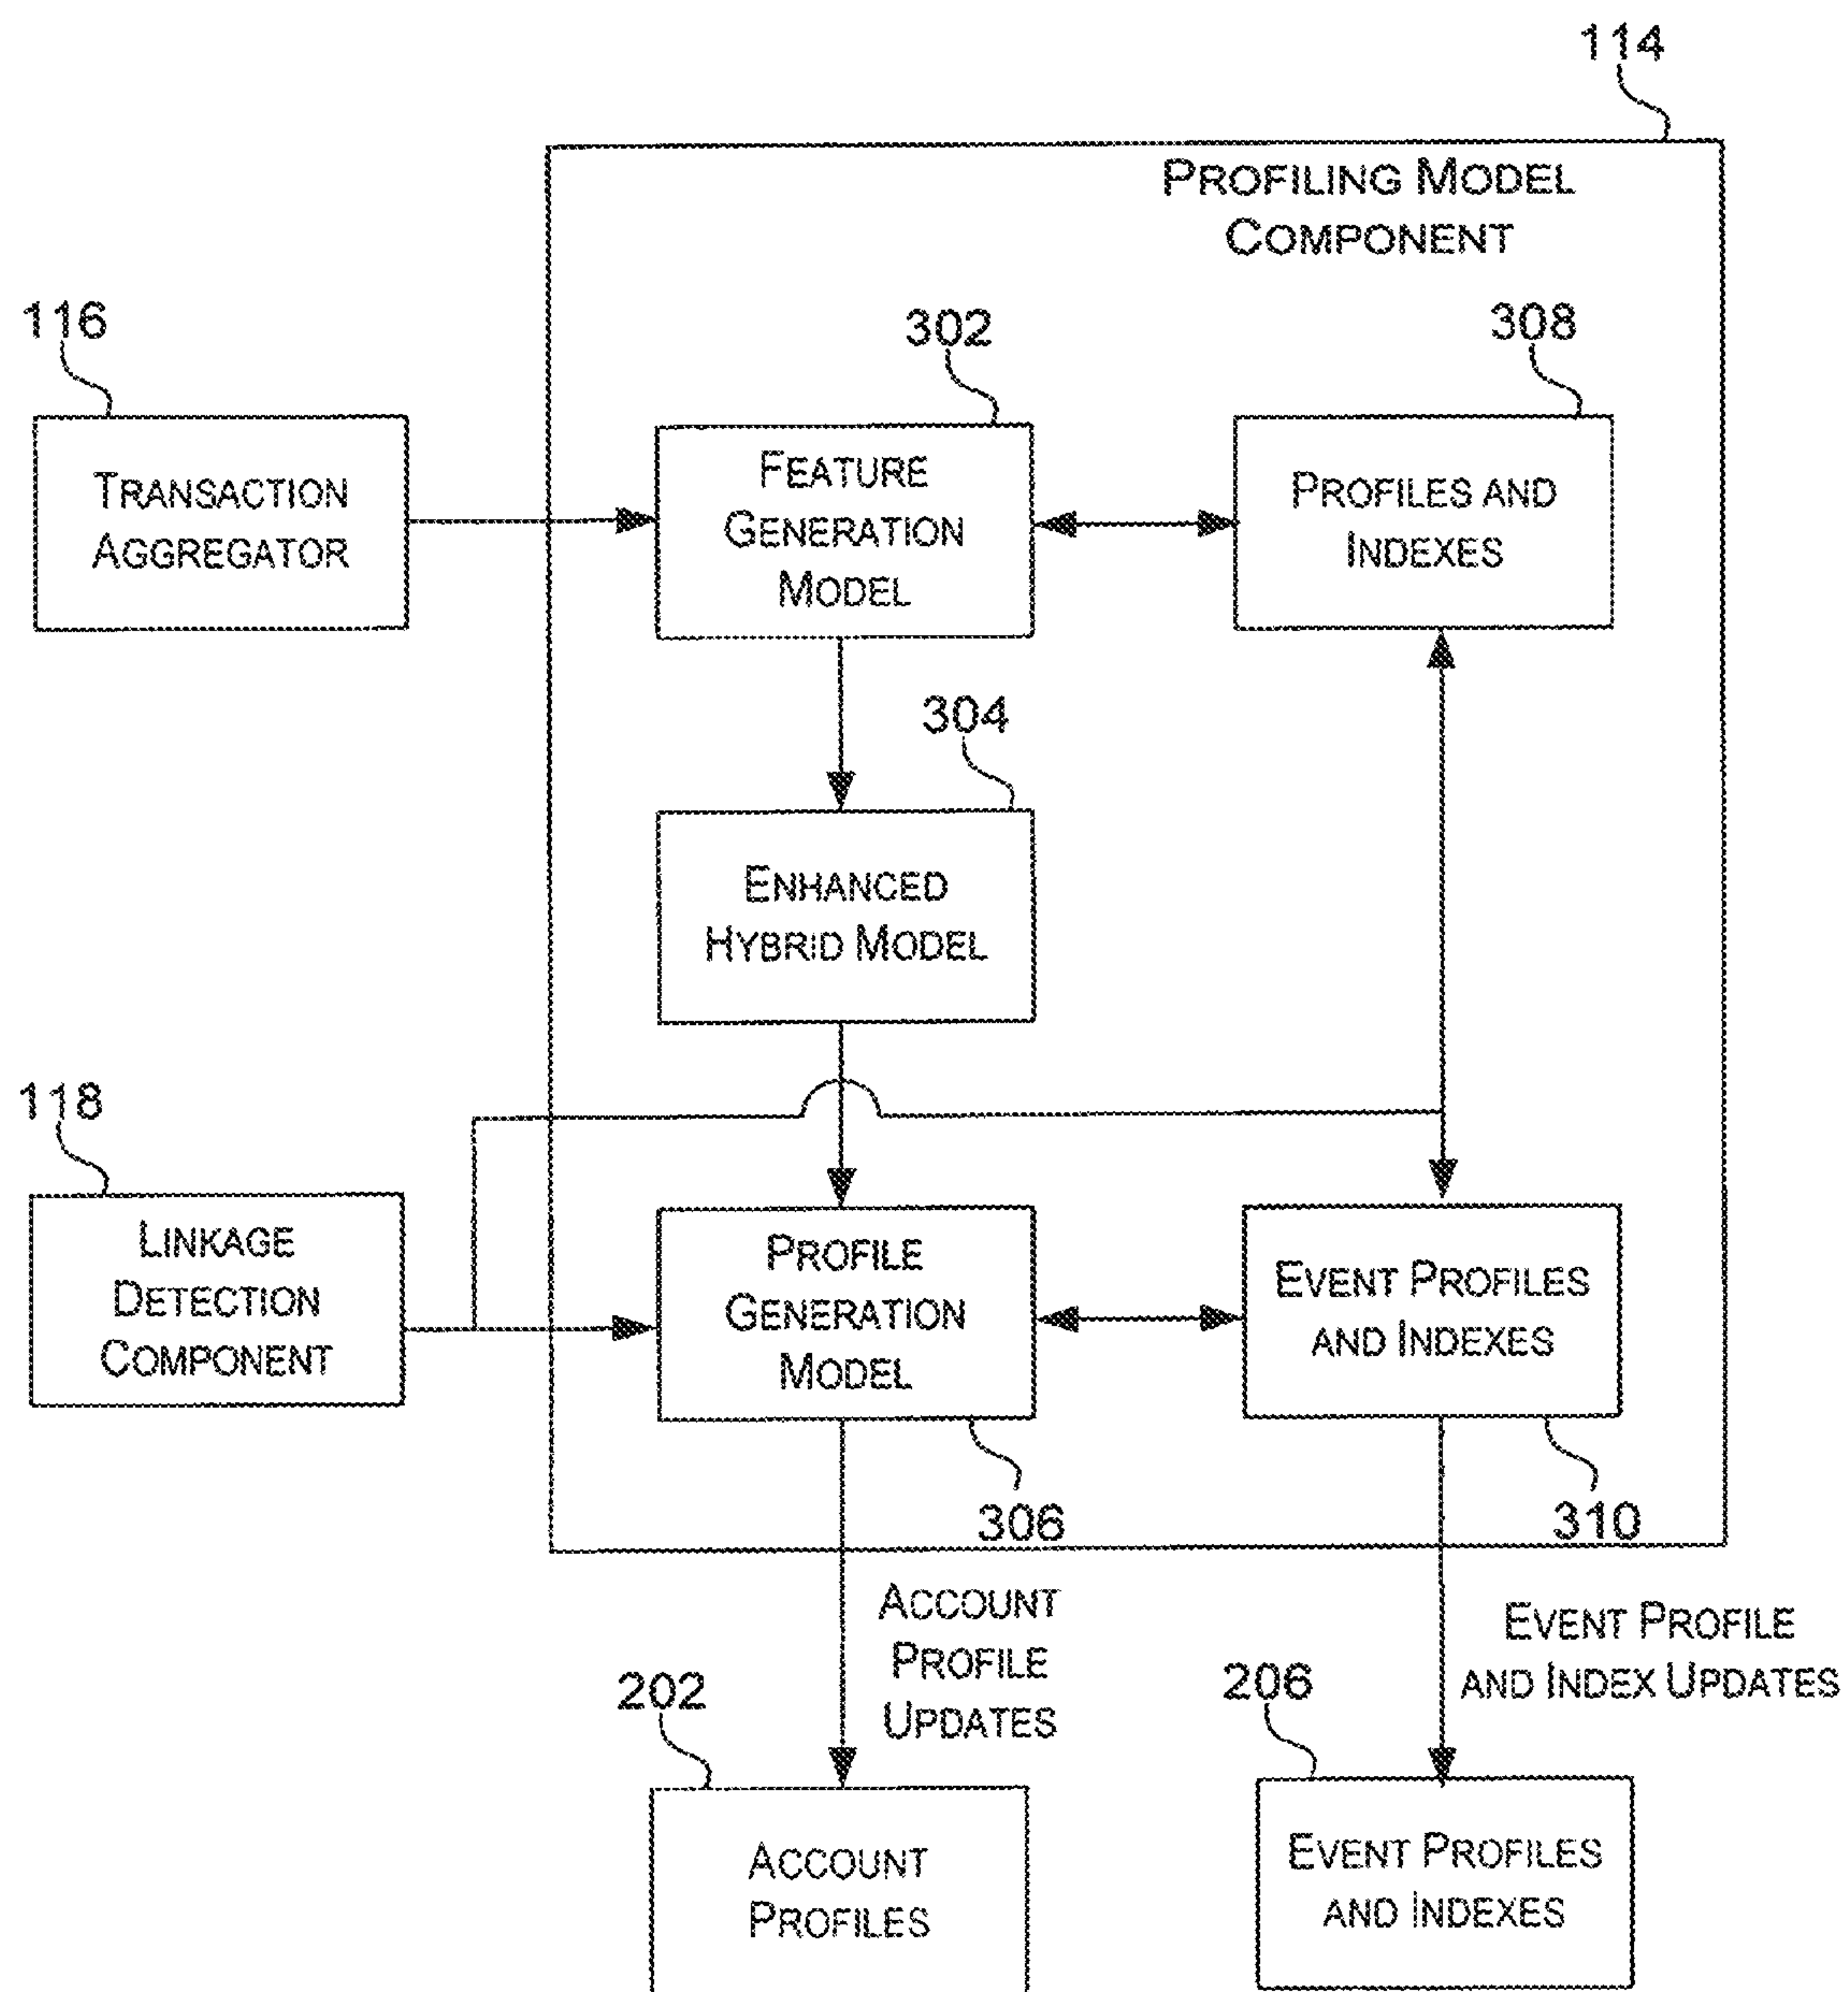 114
PROFILING MODEL
COMPONENT
116
302
308
TRANSACTION
AGGREGATOR
FEATURE
GENERATION
MODEL
PROFILES AND
INDEXES
304
ENHANCED
HYBRID MODEL
118
LINKAGE
DETECTION
COMPONENT
PROFILE
GENERATION
MODEL
EVENT PROFILES
AND INDEXES
306
310
ACCOUNT
PROFILE
UPDATES
EVENT PROFILE
AND INDEX UPDATES
202
206
ACCOUNT
PROFILES
EVENT PROFILES
AND INDEXES